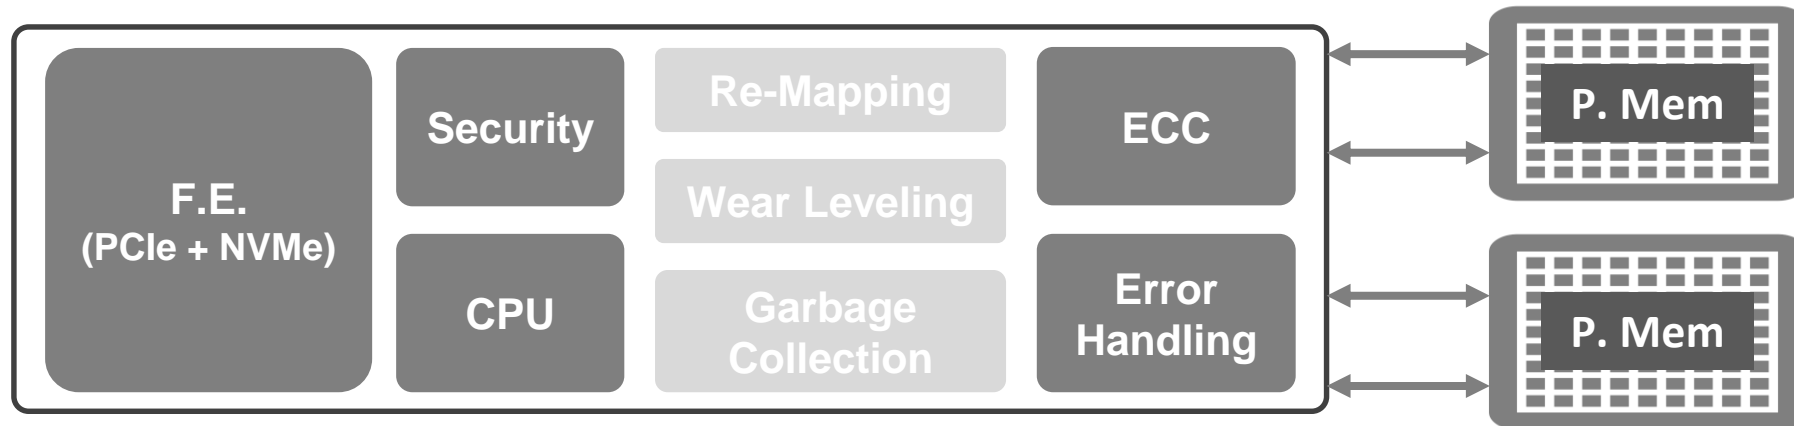 F.E.
(PCIe + NVMe)
Security
CPU
Re-Mapping
Wear Leveling
Garbage
Collection
ECC
Error
Handling
P. Mem
P. Mem